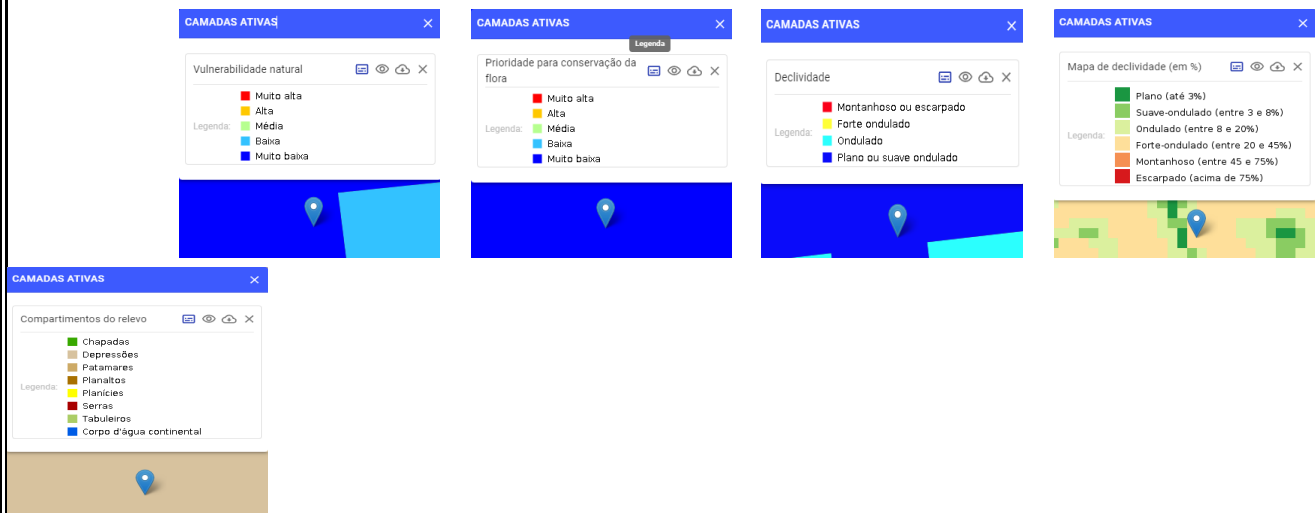 CAMADAS ATIVAS
Vulnerabilidade natural
Legenda:
Muito alta
Alta
Média
Baixa
Muito baixa
CAMADAS ATIVAS
Legenda
Prioridade para conservação da
flora
Legenda:
Muito alta
Alta
Média
Baixa
Muito baixa
CAMADAS ATIVAS
Declividade
Legenda:
Montanhoso ou escarpado
Forte ondulado
Ondulado
Plano ou suave ondulado
CAMADAS ATIVAS
Mapa de declividade (em %)
Legenda:
Plano (até 3%)
Suave-ondulado (entre 3 e 8%)
Ondulado (entre 8 e 20%)
Forte-ondulado (entre 20 e 45%)
Montanhoso (entre 45 e 75%)
Escarpado (acima de 75%)
CAMADAS ATIVAS
Compartimentos do relevo
Legenda:
Chapadas
Depressões
Patamares
Planaltos
Planícies
Serras
Tabuleiros
Corpo d'água continental